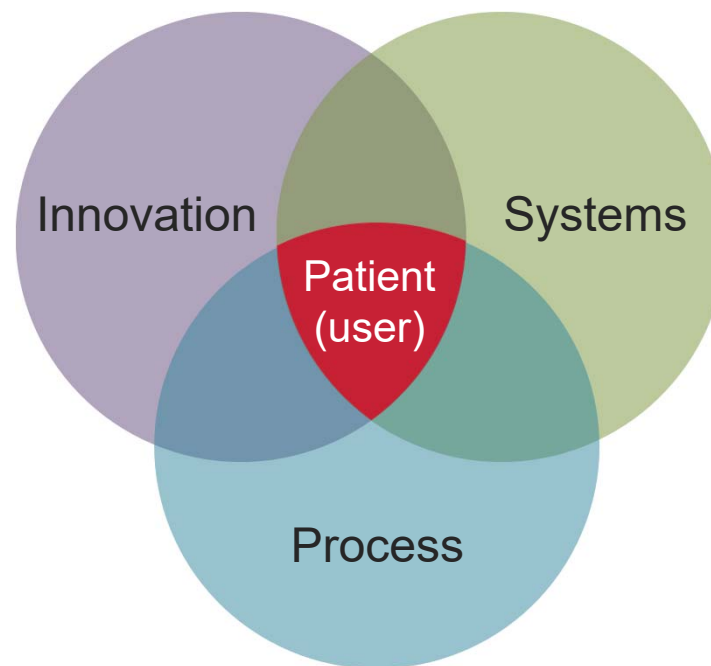 Innovation
Systems
Patient
(user)
Process